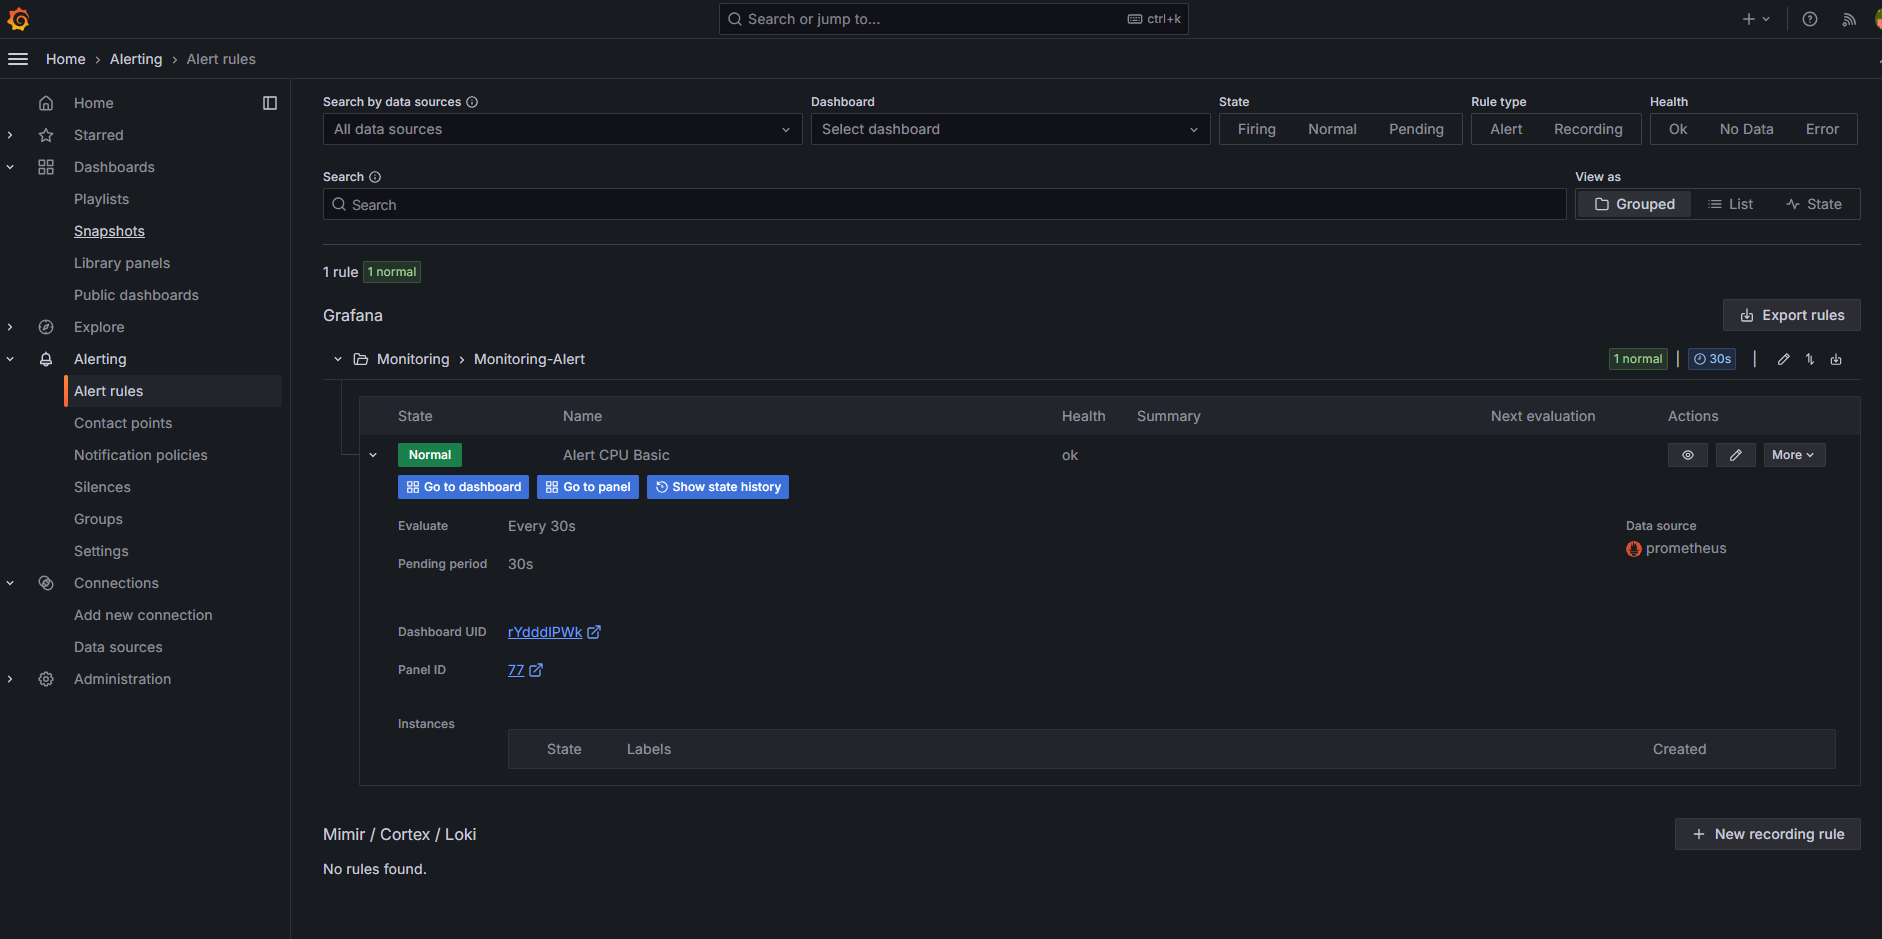 Search or jump to... ctrl+k
Home › Alerting › Alert rules
Home
Starred
Dashboards
Playlists
Snapshots
Library panels
Public dashboards
Explore
Alerting
Alert rules
Contact points
Notification policies
Silences
Groups
Settings
Connections
Add new connection
Data sources
Administration
Search by data sources Dashboard State Rule type Health
All data sources Select dashboard Firing Normal Pending Alert Recording Ok No Data Error
Search View as
Search Grouped List State
1 rule 1 normal
Grafana Export rules
Monitoring › Monitoring-Alert 1 normal | 30s |
State Name Health Summary Next evaluation Actions
Normal Alert CPU Basic ok More
Go to dashboard Go to panel Show state history
Evaluate Every 30s Data source
prometheus
Pending period 30s
Dashboard UID rYdddlPWk
Panel ID 77
Instances
State Labels Created
Mimir / Cortex / Loki + New recording rule
No rules found.